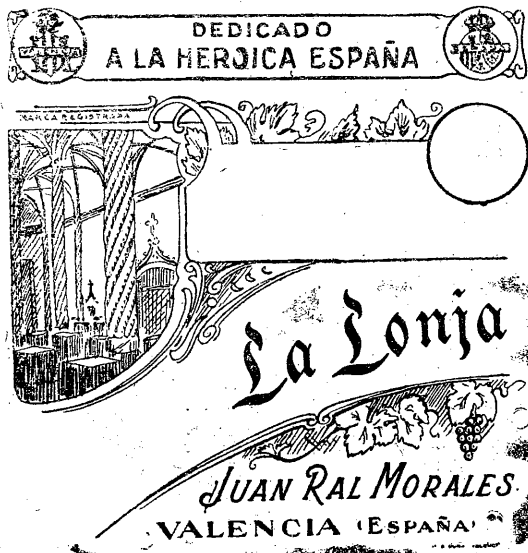 DEDICADO
A LA HEROICA ESPAÑA
MARCA REGISTRADA
La Lonja
JUAN RAL MORALES
VALENCIA (ESPAÑA)